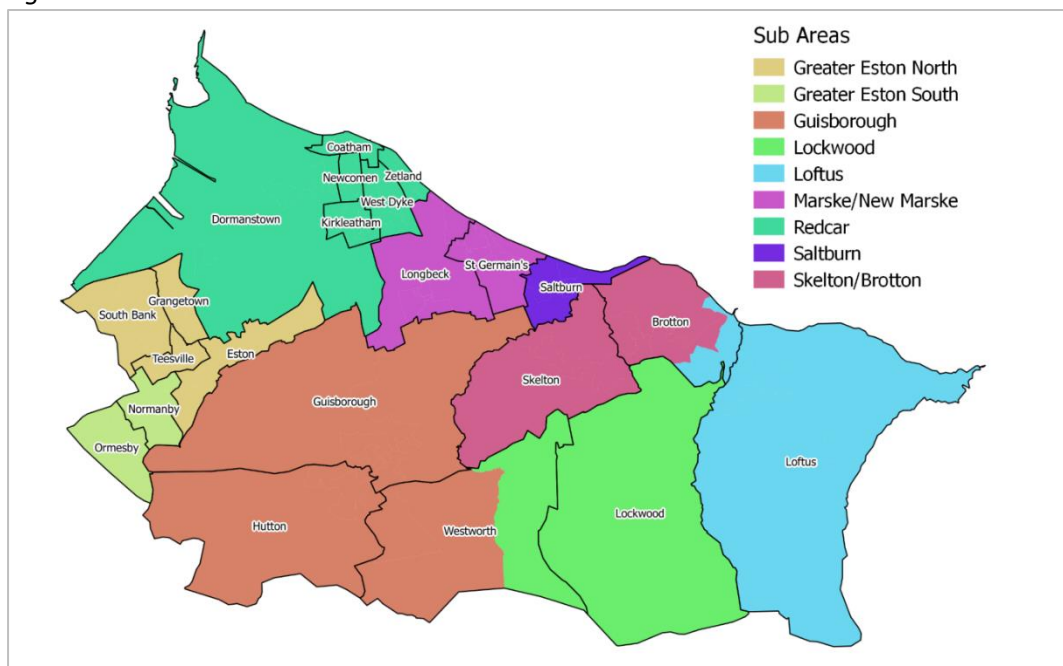 Sub Areas
Greater Eston North
Greater Eston South
Guisborough
Lockwood
Loftus
Marske/New Marske
Redcar
Saltburn
Skelton/Brotton
Coatham
Newcomen
Zetland
West Dyke
Kirkleatham
Dormanstown
Longbeck
St Germain's
Saltburn
Grangetown
South Bank
Teesville
Eston
Brotton
Skelton
Normanby
Guisborough
Ormesby
Loftus
Hutton
Westworth
Lockwood